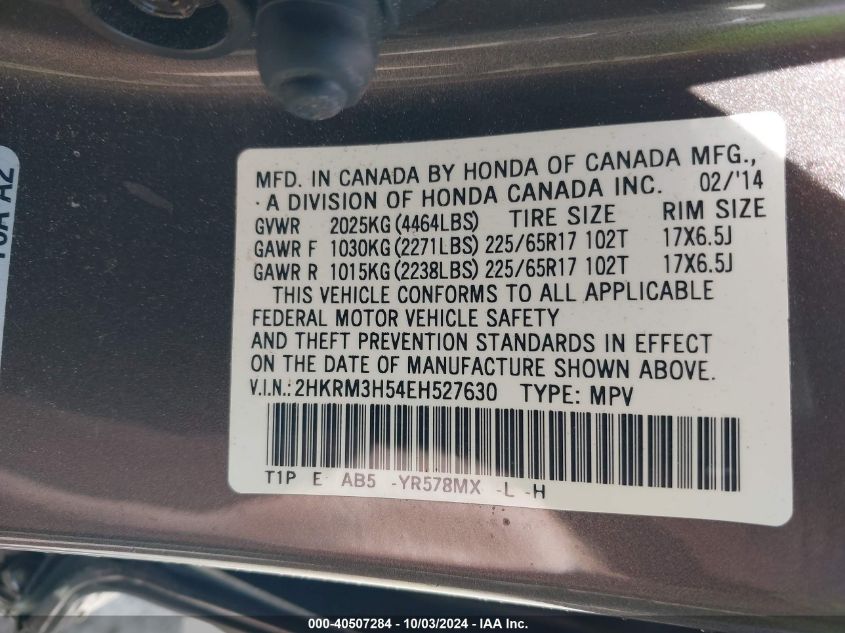 MFD. IN CANADA BY HONDA OF CANADA MFG.,
A DIVISION OF HONDA CANADA INC. 02/'14
GVWR 2025KG (4464LBS) TIRE SIZE RIM SIZE
GAWR F 1030KG (2271LBS) 225/65R17 102T 17X6.5J
GAWR R 1015KG (2238LBS) 225/65R17 102T 17X6.5J
THIS VEHICLE CONFORMS TO ALL APPLICABLE
FEDERAL MOTOR VEHICLE SAFETY
AND THEFT PREVENTION STANDARDS IN EFFECT
ON THE DATE OF MANUFACTURE SHOWN ABOVE.
V.I.N.: 2HKRM3H54EH527630 TYPE: MPV
T1P E AB5 -YR578MX -L -H
000-40507284 - 10/03/2024 - IAA Inc.